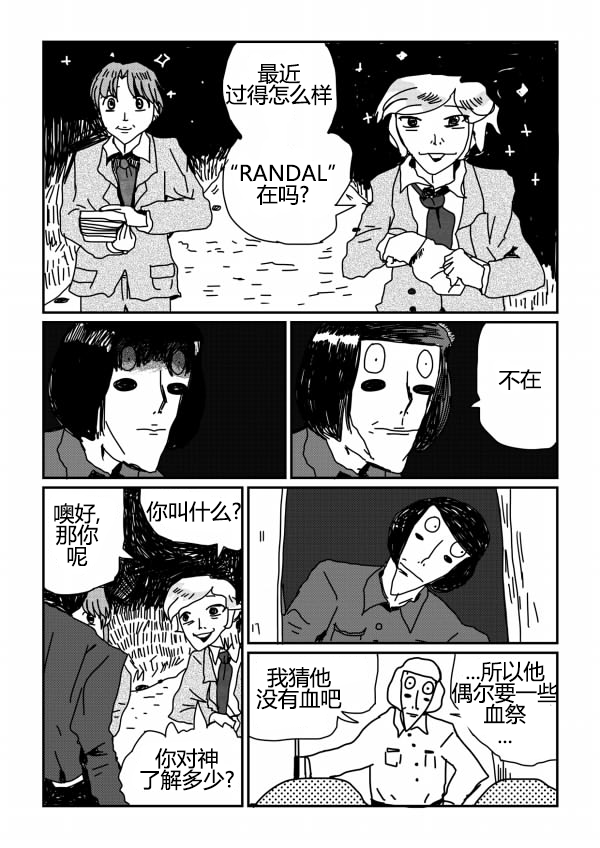 最近
过得怎么样
“RANDAL”
在吗?
不在
噢好,
那你
呢
你叫什么?
你对神
了解多少?
我猜他
没有血吧
...所以他
偶尔要一些
血祭
...